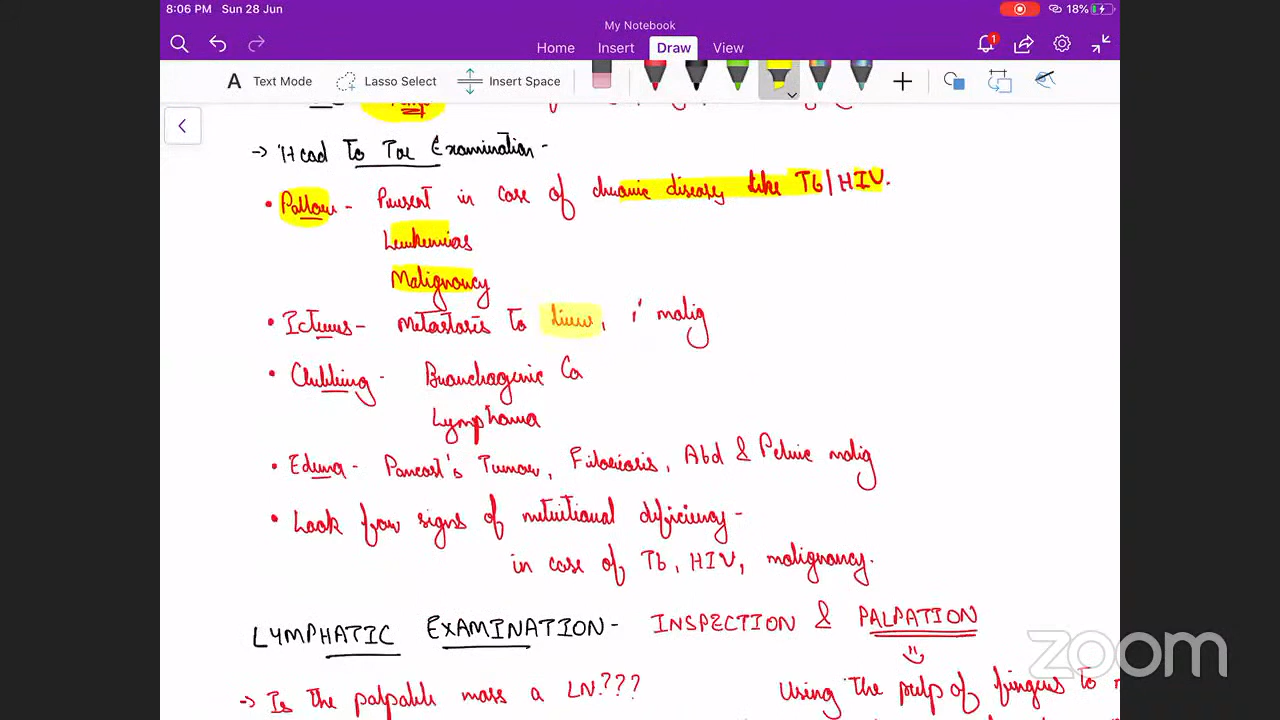 8:06 PM Sun 28 Jun
18%
My Notebook
Home Insert Draw View
1
A Text Mode Lasso Select Insert Space
-> Head To Toe Examination -
• Pallour - Present in case of chronic diseases like Tb/HIV.
Leukemias
Malignancy
• Icterus - Metastasis to liver, malig
• Clubbing - Bronchogenic Ca
Lymphoma
• Edema - Pancoast's Tumour, Filariasis, Abd & Pelvic malig
• Look for signs of nutritional deficiency -
in case of Tb, HIV, malignancy.
LYMPHATIC EXAMINATION - INSPECTION & PALPATION
zoom
-> Is the palpable mass a LN???
Using the pulp of fingers to